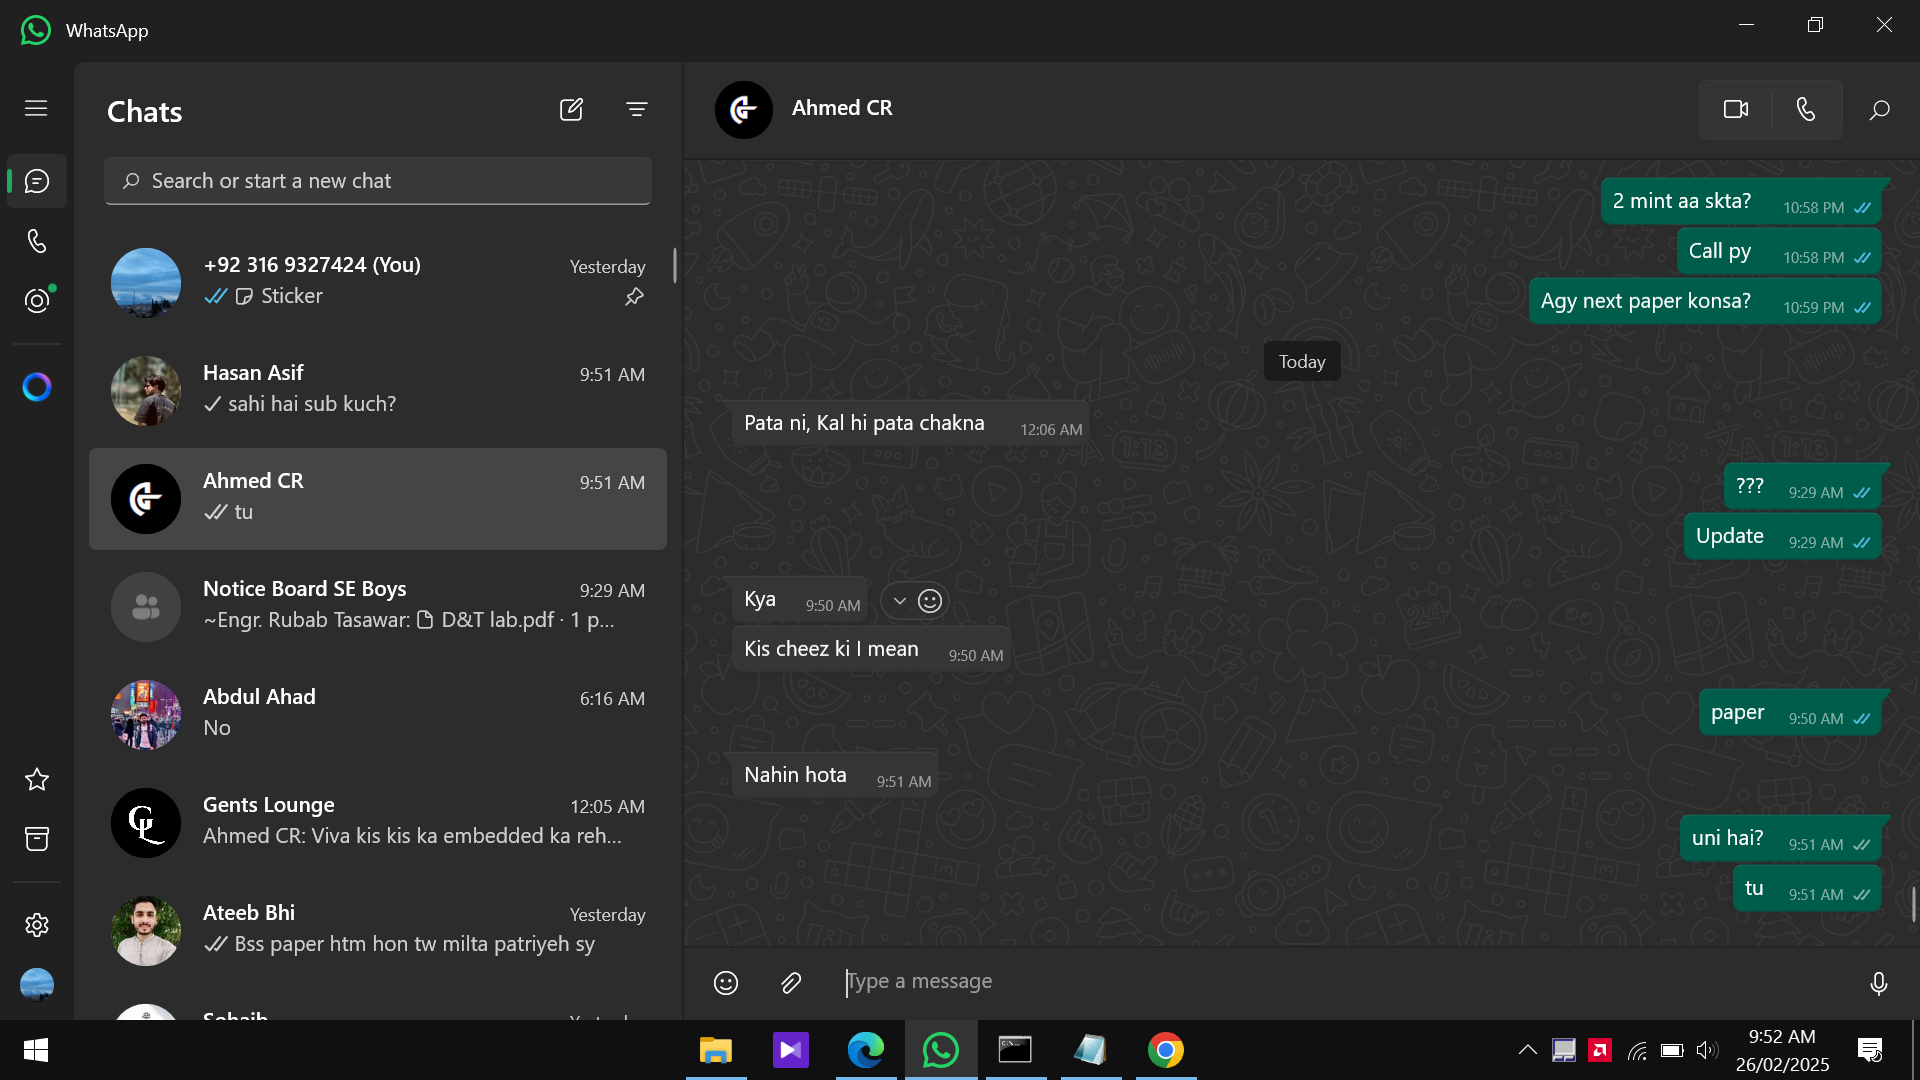 WhatsApp
Chats
Search or start a new chat
+92 316 9327424 (You)
Yesterday
Sticker
Hasan Asif
9:51 AM
sahi hai sub kuch?
Ahmed CR
9:51 AM
tu
Notice Board SE Boys
9:29 AM
~Engr. Rubab Tasawar: D&T lab.pdf · 1 p...
Abdul Ahad
6:16 AM
No
Gents Lounge
12:05 AM
Ahmed CR: Viva kis kis ka embedded ka reh...
Ateeb Bhi
Yesterday
Bss paper htm hon tw milta patriyeh sy
Ahmed CR
2 mint aa skta? 10:58 PM
Call py 10:58 PM
Agy next paper konsa? 10:59 PM
Today
Pata ni, Kal hi pata chakna 12:06 AM
??? 9:29 AM
Update 9:29 AM
Kya 9:50 AM
Kis cheez ki I mean 9:50 AM
paper 9:50 AM
Nahin hota 9:51 AM
uni hai? 9:51 AM
tu 9:51 AM
Type a message
9:52 AM
26/02/2025